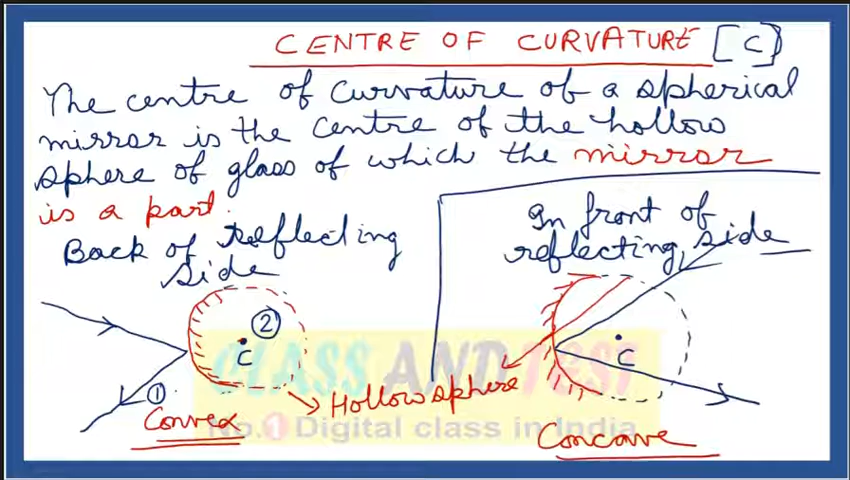 CENTRE OF CURVATURE [C]
The centre of curvature of a spherical
mirror is the centre of the hollow
sphere of glass of which the mirror
is a part.
Back of reflecting
side
In front of
reflecting side
2
C
C
1
Hollow sphere
Convex
Concave
CLASS AND TEST
No.1 Digital class in India